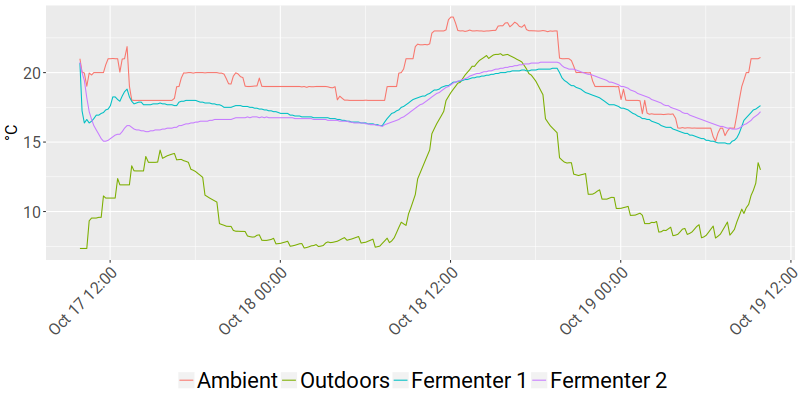 °C
20
15
10
Oct 17 12:00
Oct 18 00:00
Oct 18 12:00
Oct 19 00:00
Oct 19 12:00
Ambient Outdoors Fermenter 1 Fermenter 2